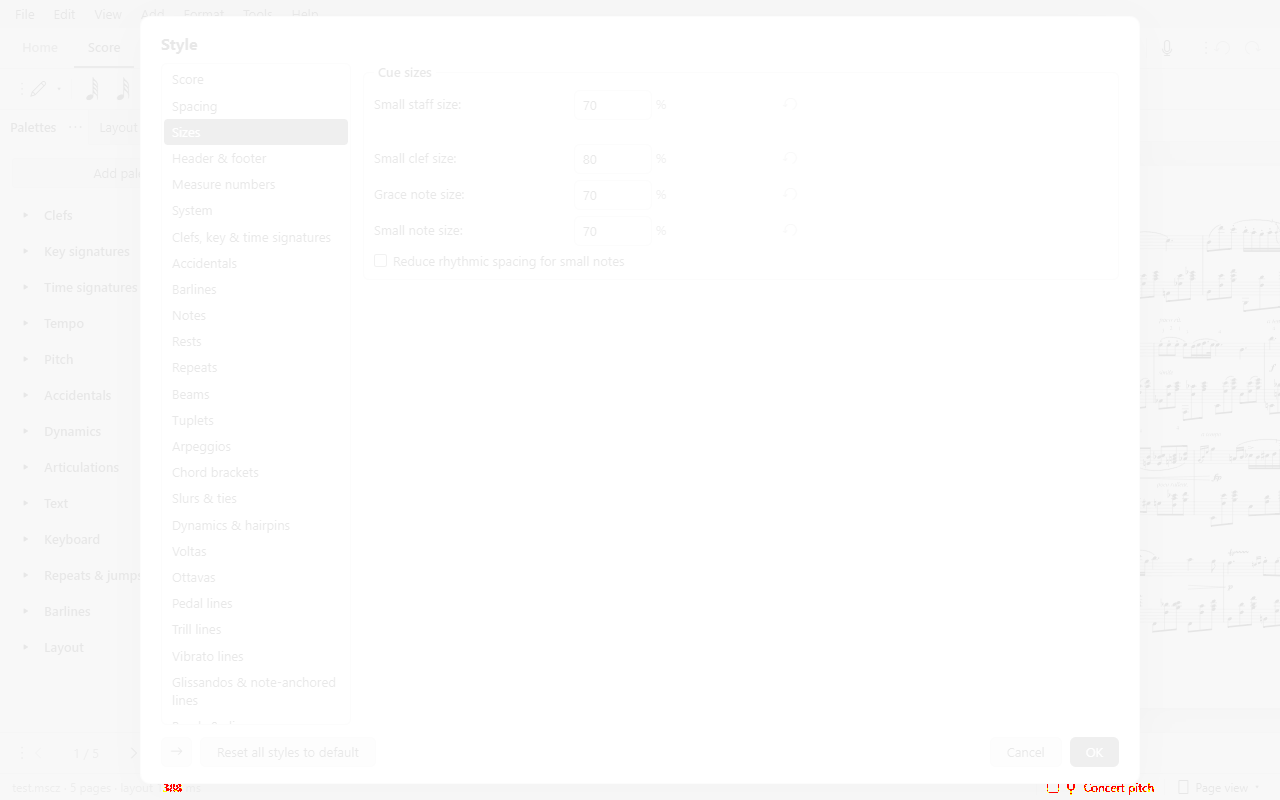 File Edit View Add Format Tools Help
Home Score
Style
Palettes Layout
Clefs
Key signatures
Time signatures
Tempo
Pitch
Accidentals
Dynamics
Articulations
Text
Keyboard
Repeats & jumps
Barlines
Layout
1 / 5
Score
Spacing
Sizes
Header & footer
Measure numbers
System
Clefs, key & time signatures
Accidentals
Barlines
Notes
Rests
Repeats
Beams
Tuplets
Arpeggios
Chord brackets
Slurs & ties
Dynamics & hairpins
Voltas
Ottavas
Pedal lines
Trill lines
Vibrato lines
Glissandos & note-anchored
lines
Cue sizes
Small staff size: 70 %
Small clef size: 80 %
Grace note size: 70 %
Small note size: 70 %
Reduce rhythmic spacing for small notes
→ Reset all styles to default Cancel OK
test.mscz · 5 pages · layout
Concert pitch Page view